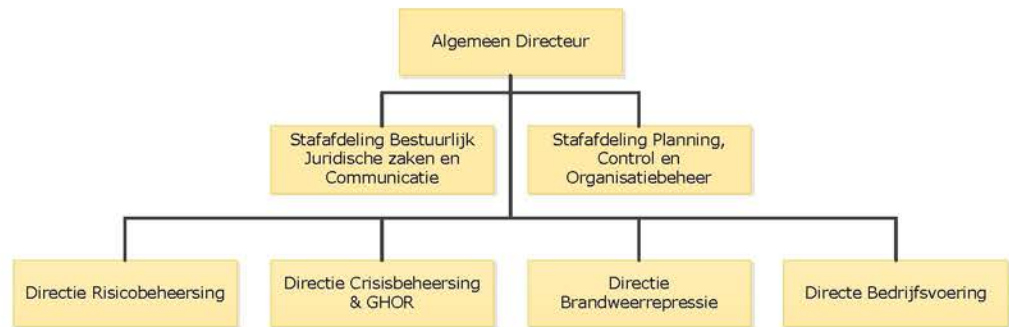 Algemeen Directeur
Stafafdeling Bestuurlijk
Juridische zaken en
Communicatie
Stafafdeling Planning,
Control en
Organisatiebeheer
Directie Risicobeheersing
Directie Crisisbeheersing
& GHOR
Directie
Brandweerrepressie
Directe Bedrijfsvoering